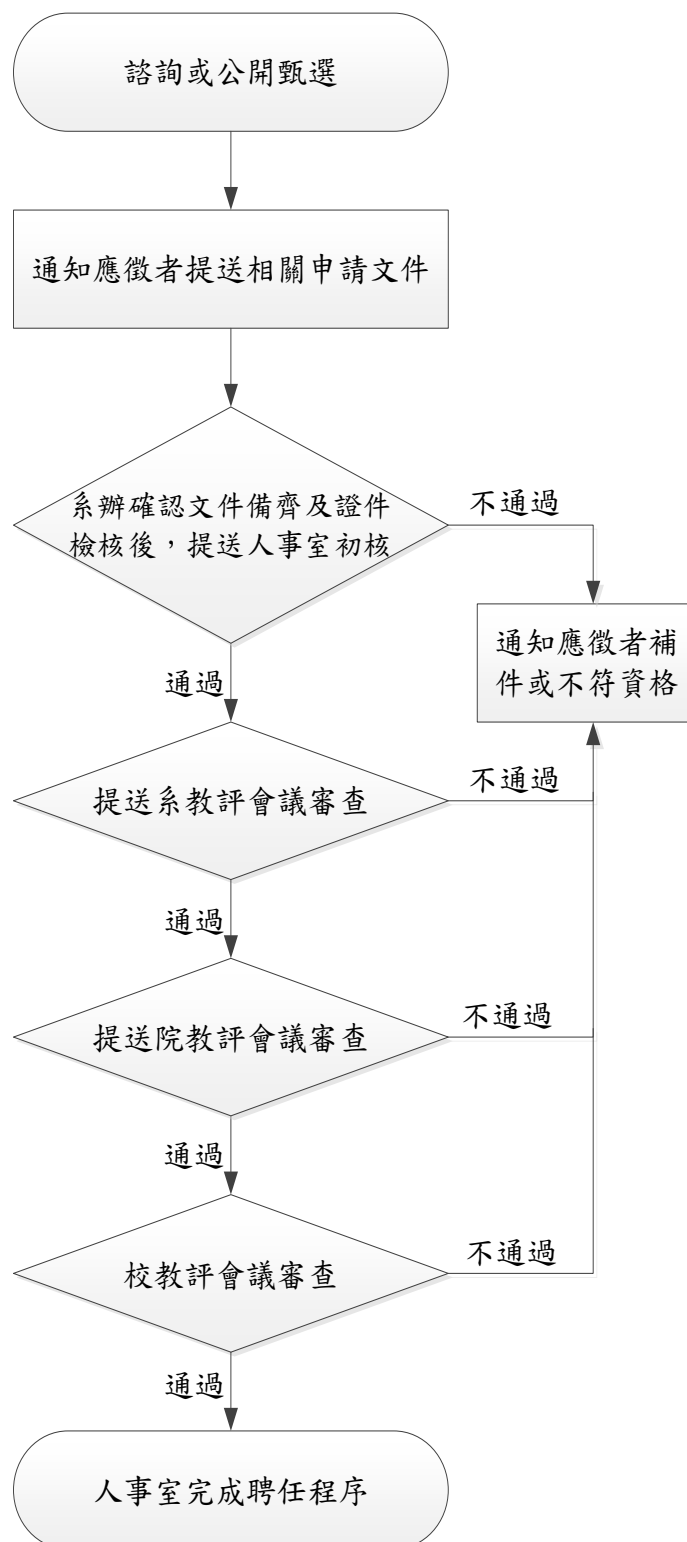 諮詢或公開甄選
通知應徵者提送相關申請文件
系辦確認文件備齊及證件
檢核後，提送人事室初核
不通過
通知應徵者補
件或不符資格
通過
提送系教評會議審查
不通過
通過
提送院教評會議審查
不通過
通過
校教評會議審查
不通過
通過
人事室完成聘任程序